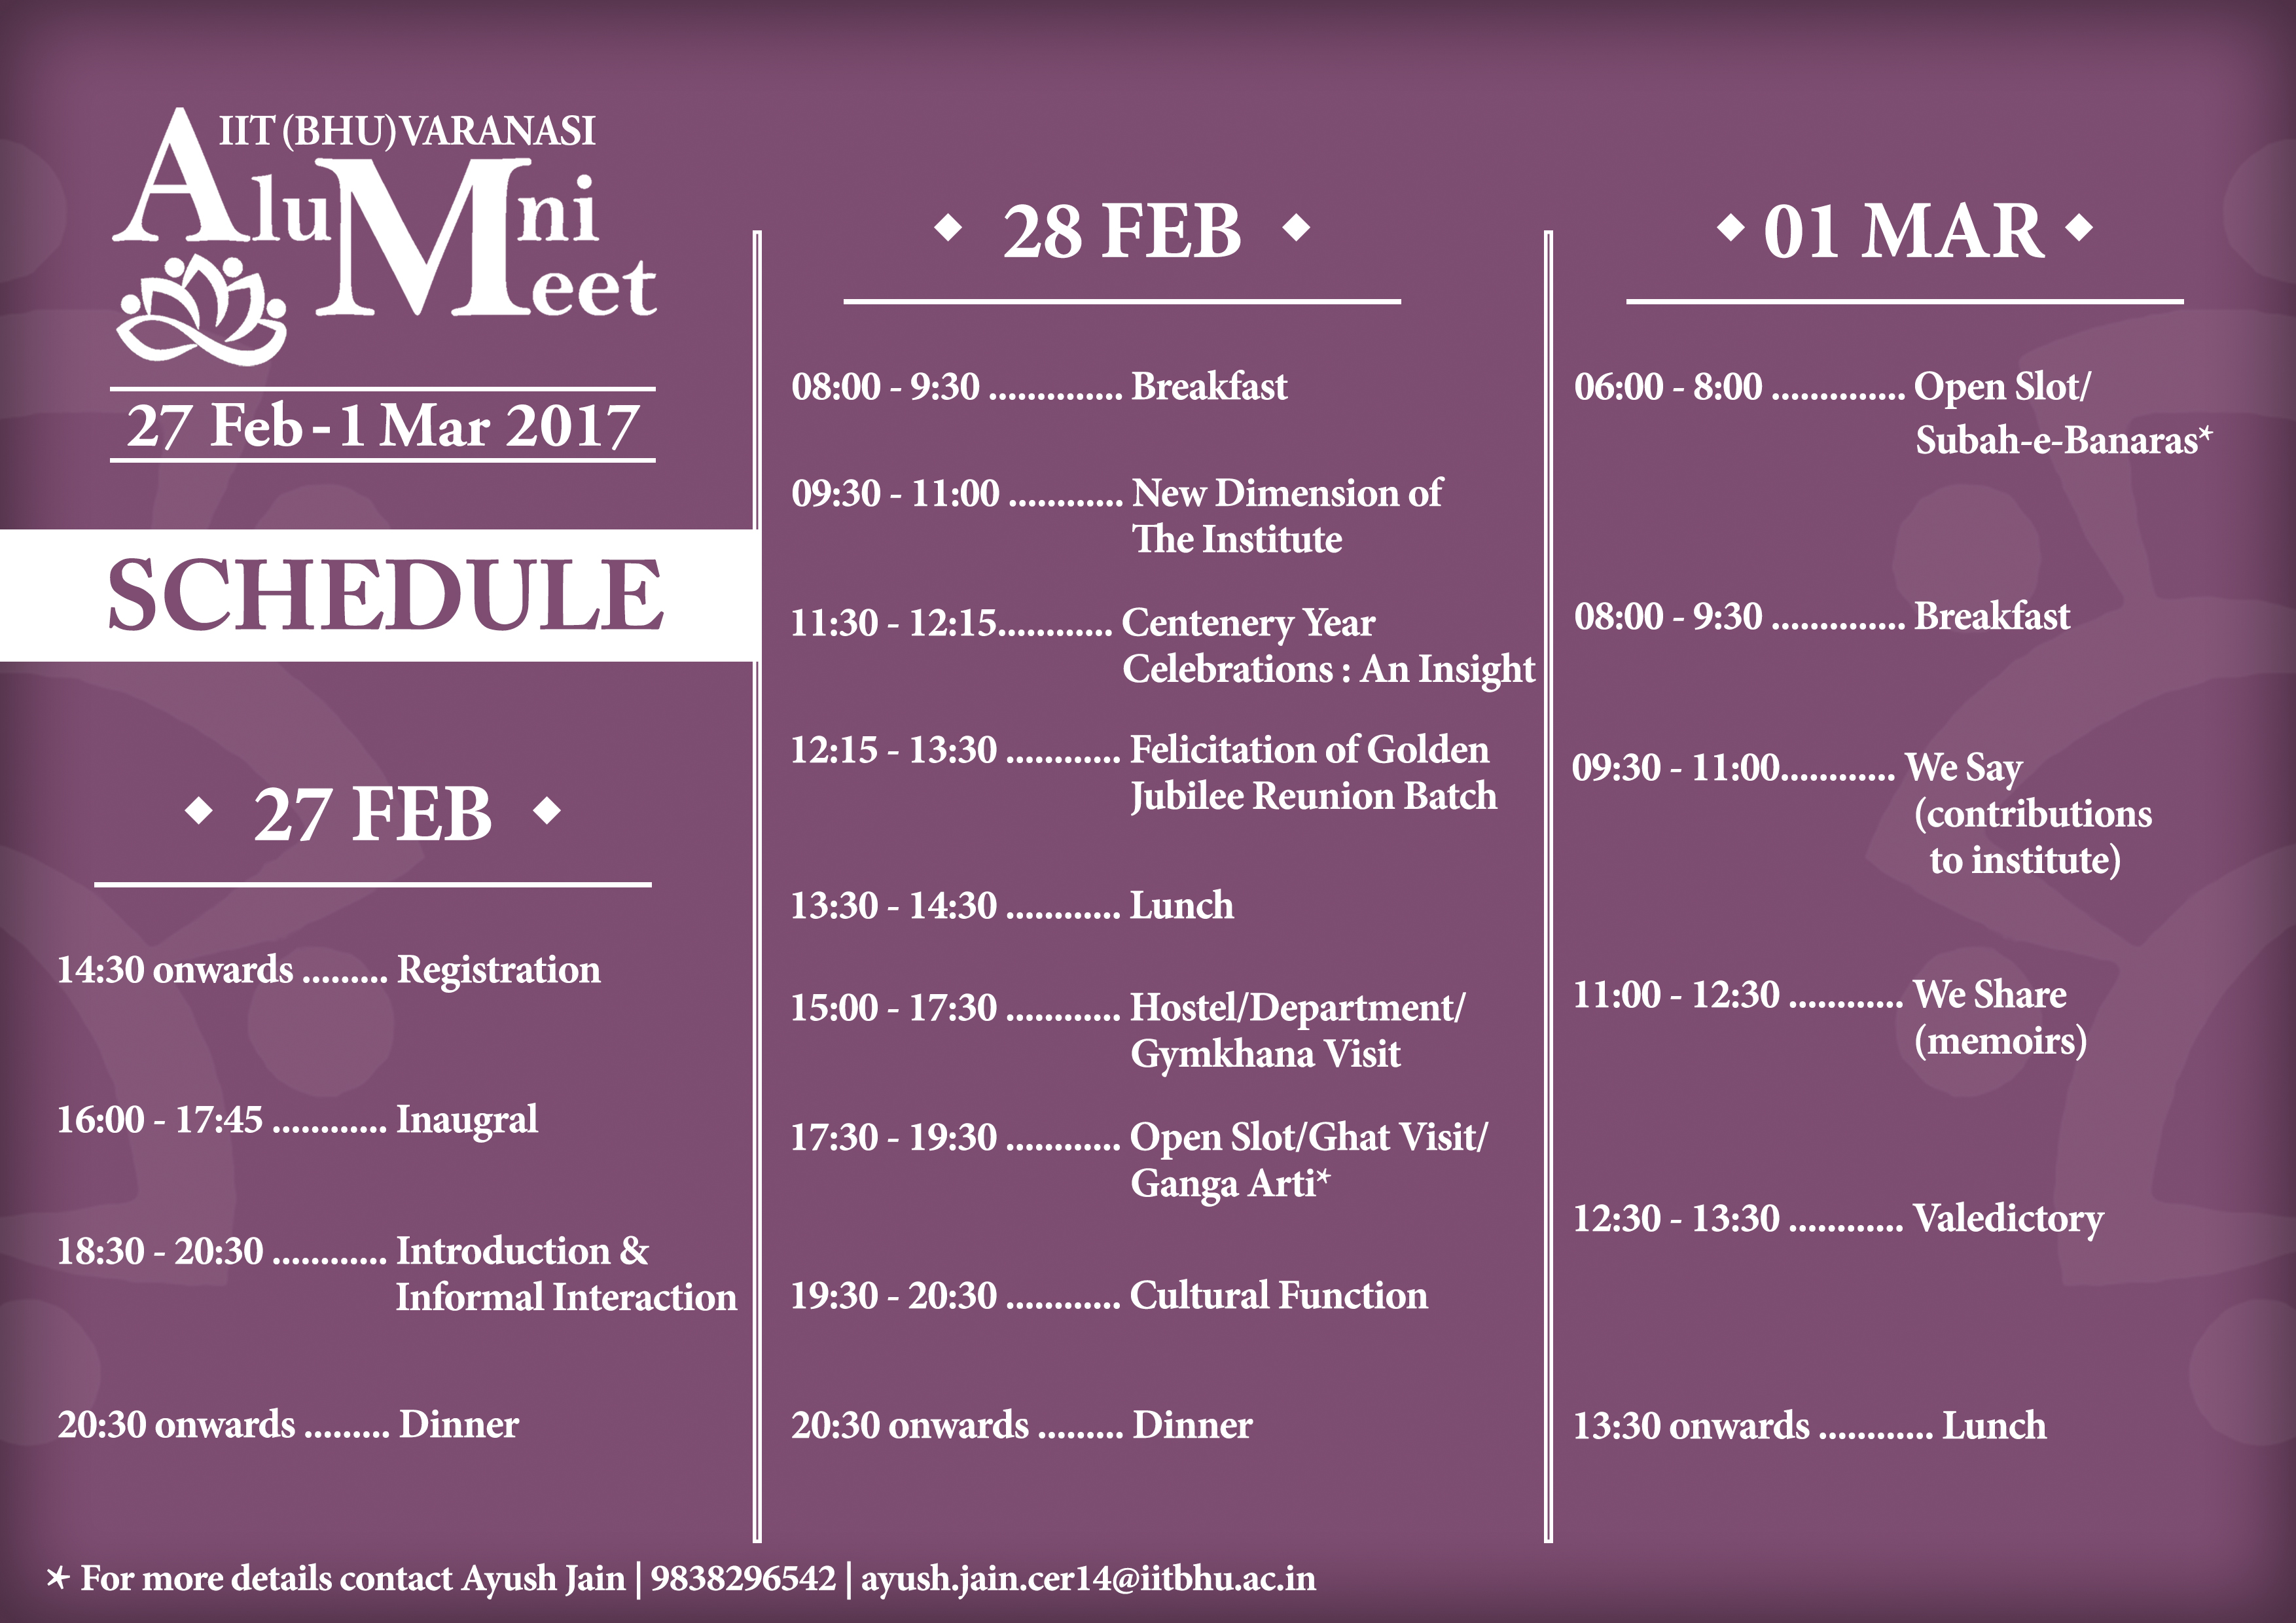 IIT (BHU) VARANASI
AluMni
Meet
27 Feb - 1 Mar 2017
SCHEDULE
27 FEB
14:30 onwards ......... Registration
16:00 - 17:45 ............ Inaugral
18:30 - 20:30 ............ Introduction &
Informal Interaction
20:30 onwards ......... Dinner
28 FEB
08:00 - 9:30 .............. Breakfast
09:30 - 11:00 ............ New Dimension of
The Institute
11:30 - 12:15............ Centenery Year
Celebrations : An Insight
12:15 - 13:30 ............ Felicitation of Golden
Jubilee Reunion Batch
13:30 - 14:30 ............ Lunch
15:00 - 17:30 ............ Hostel/Department/
Gymkhana Visit
17:30 - 19:30 ............ Open Slot/Ghat Visit/
Ganga Arti*
19:30 - 20:30 ............ Cultural Function
20:30 onwards ......... Dinner
01 MAR
06:00 - 8:00 .............. Open Slot/
Subah-e-Banaras*
08:00 - 9:30 .............. Breakfast
09:30 - 11:00............ We Say
(contributions
to institute)
11:00 - 12:30 ............ We Share
(memoirs)
12:30 - 13:30 ............ Valedictory
13:30 onwards ............ Lunch
* For more details contact Ayush Jain | 9838296542 | ayush.jain.cer14@iitbhu.ac.in